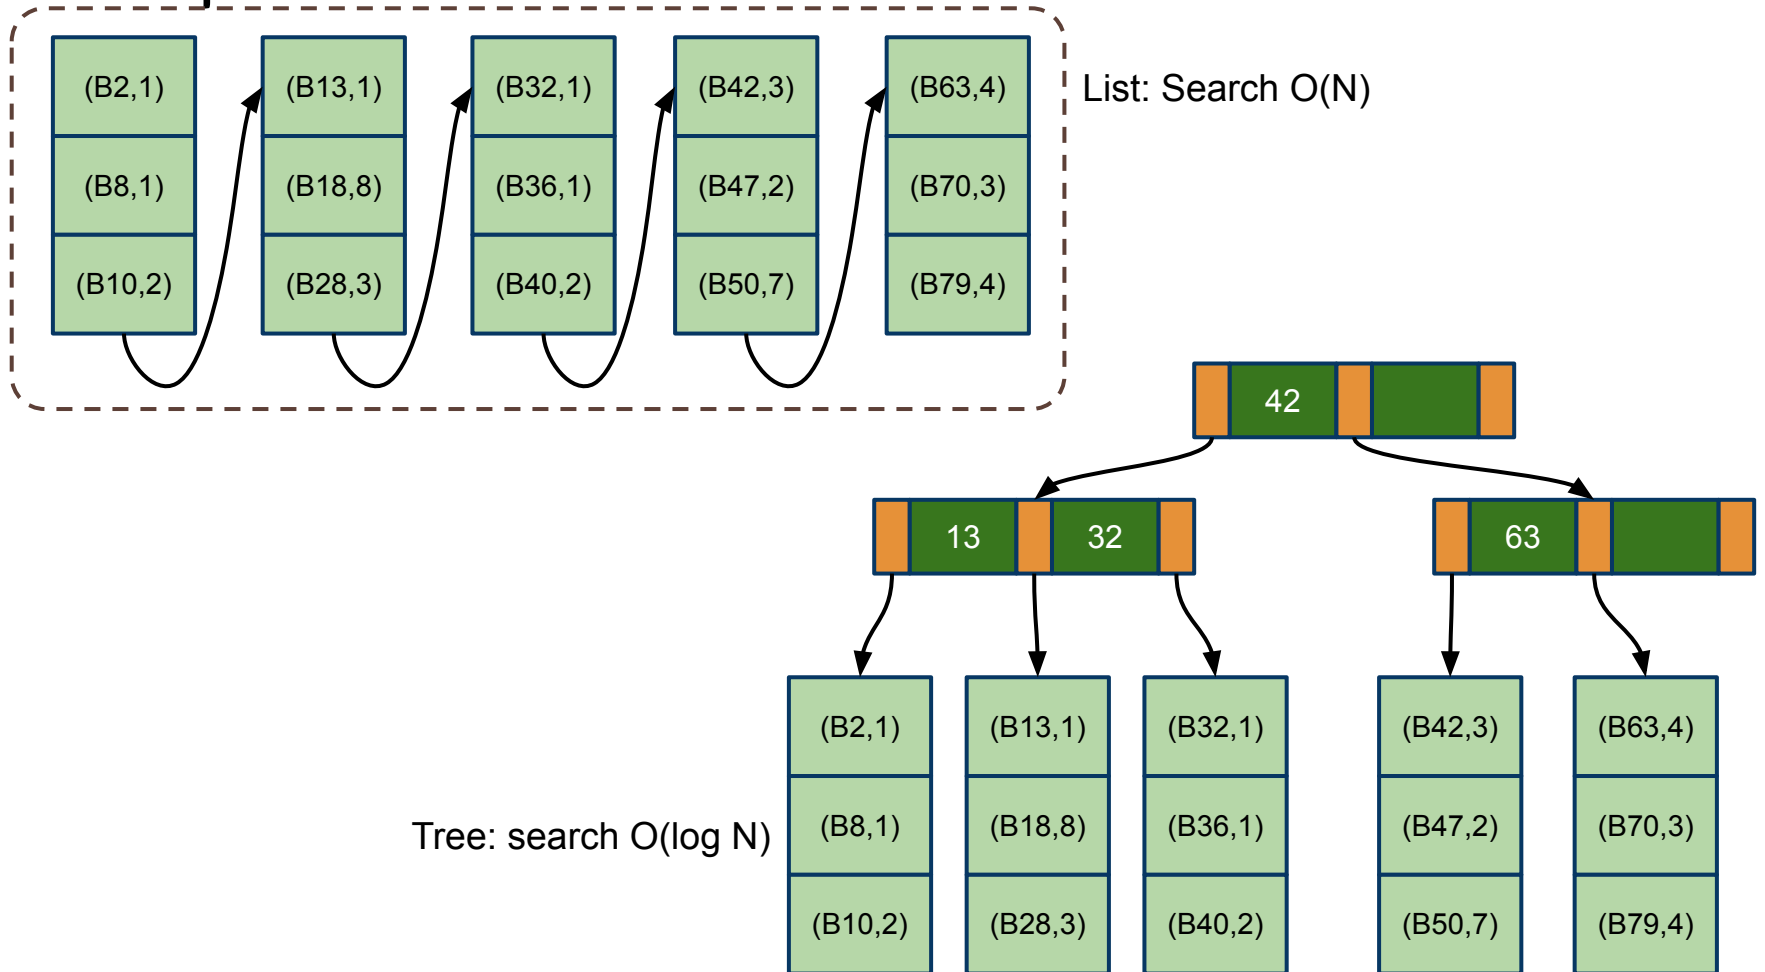 (B2,1) (B13,1) (B32,1) (B42,3) (B63,4) List: Search O(N)
(B8,1) (B18,8) (B36,1) (B47,2) (B70,3)
(B10,2) (B28,3) (B40,2) (B50,7) (B79,4)
42
13 32 63
(B2,1) (B13,1) (B32,1) (B42,3) (B63,4)
Tree: search O(log N) (B8,1) (B18,8) (B36,1) (B47,2) (B70,3)
(B10,2) (B28,3) (B40,2) (B50,7) (B79,4)